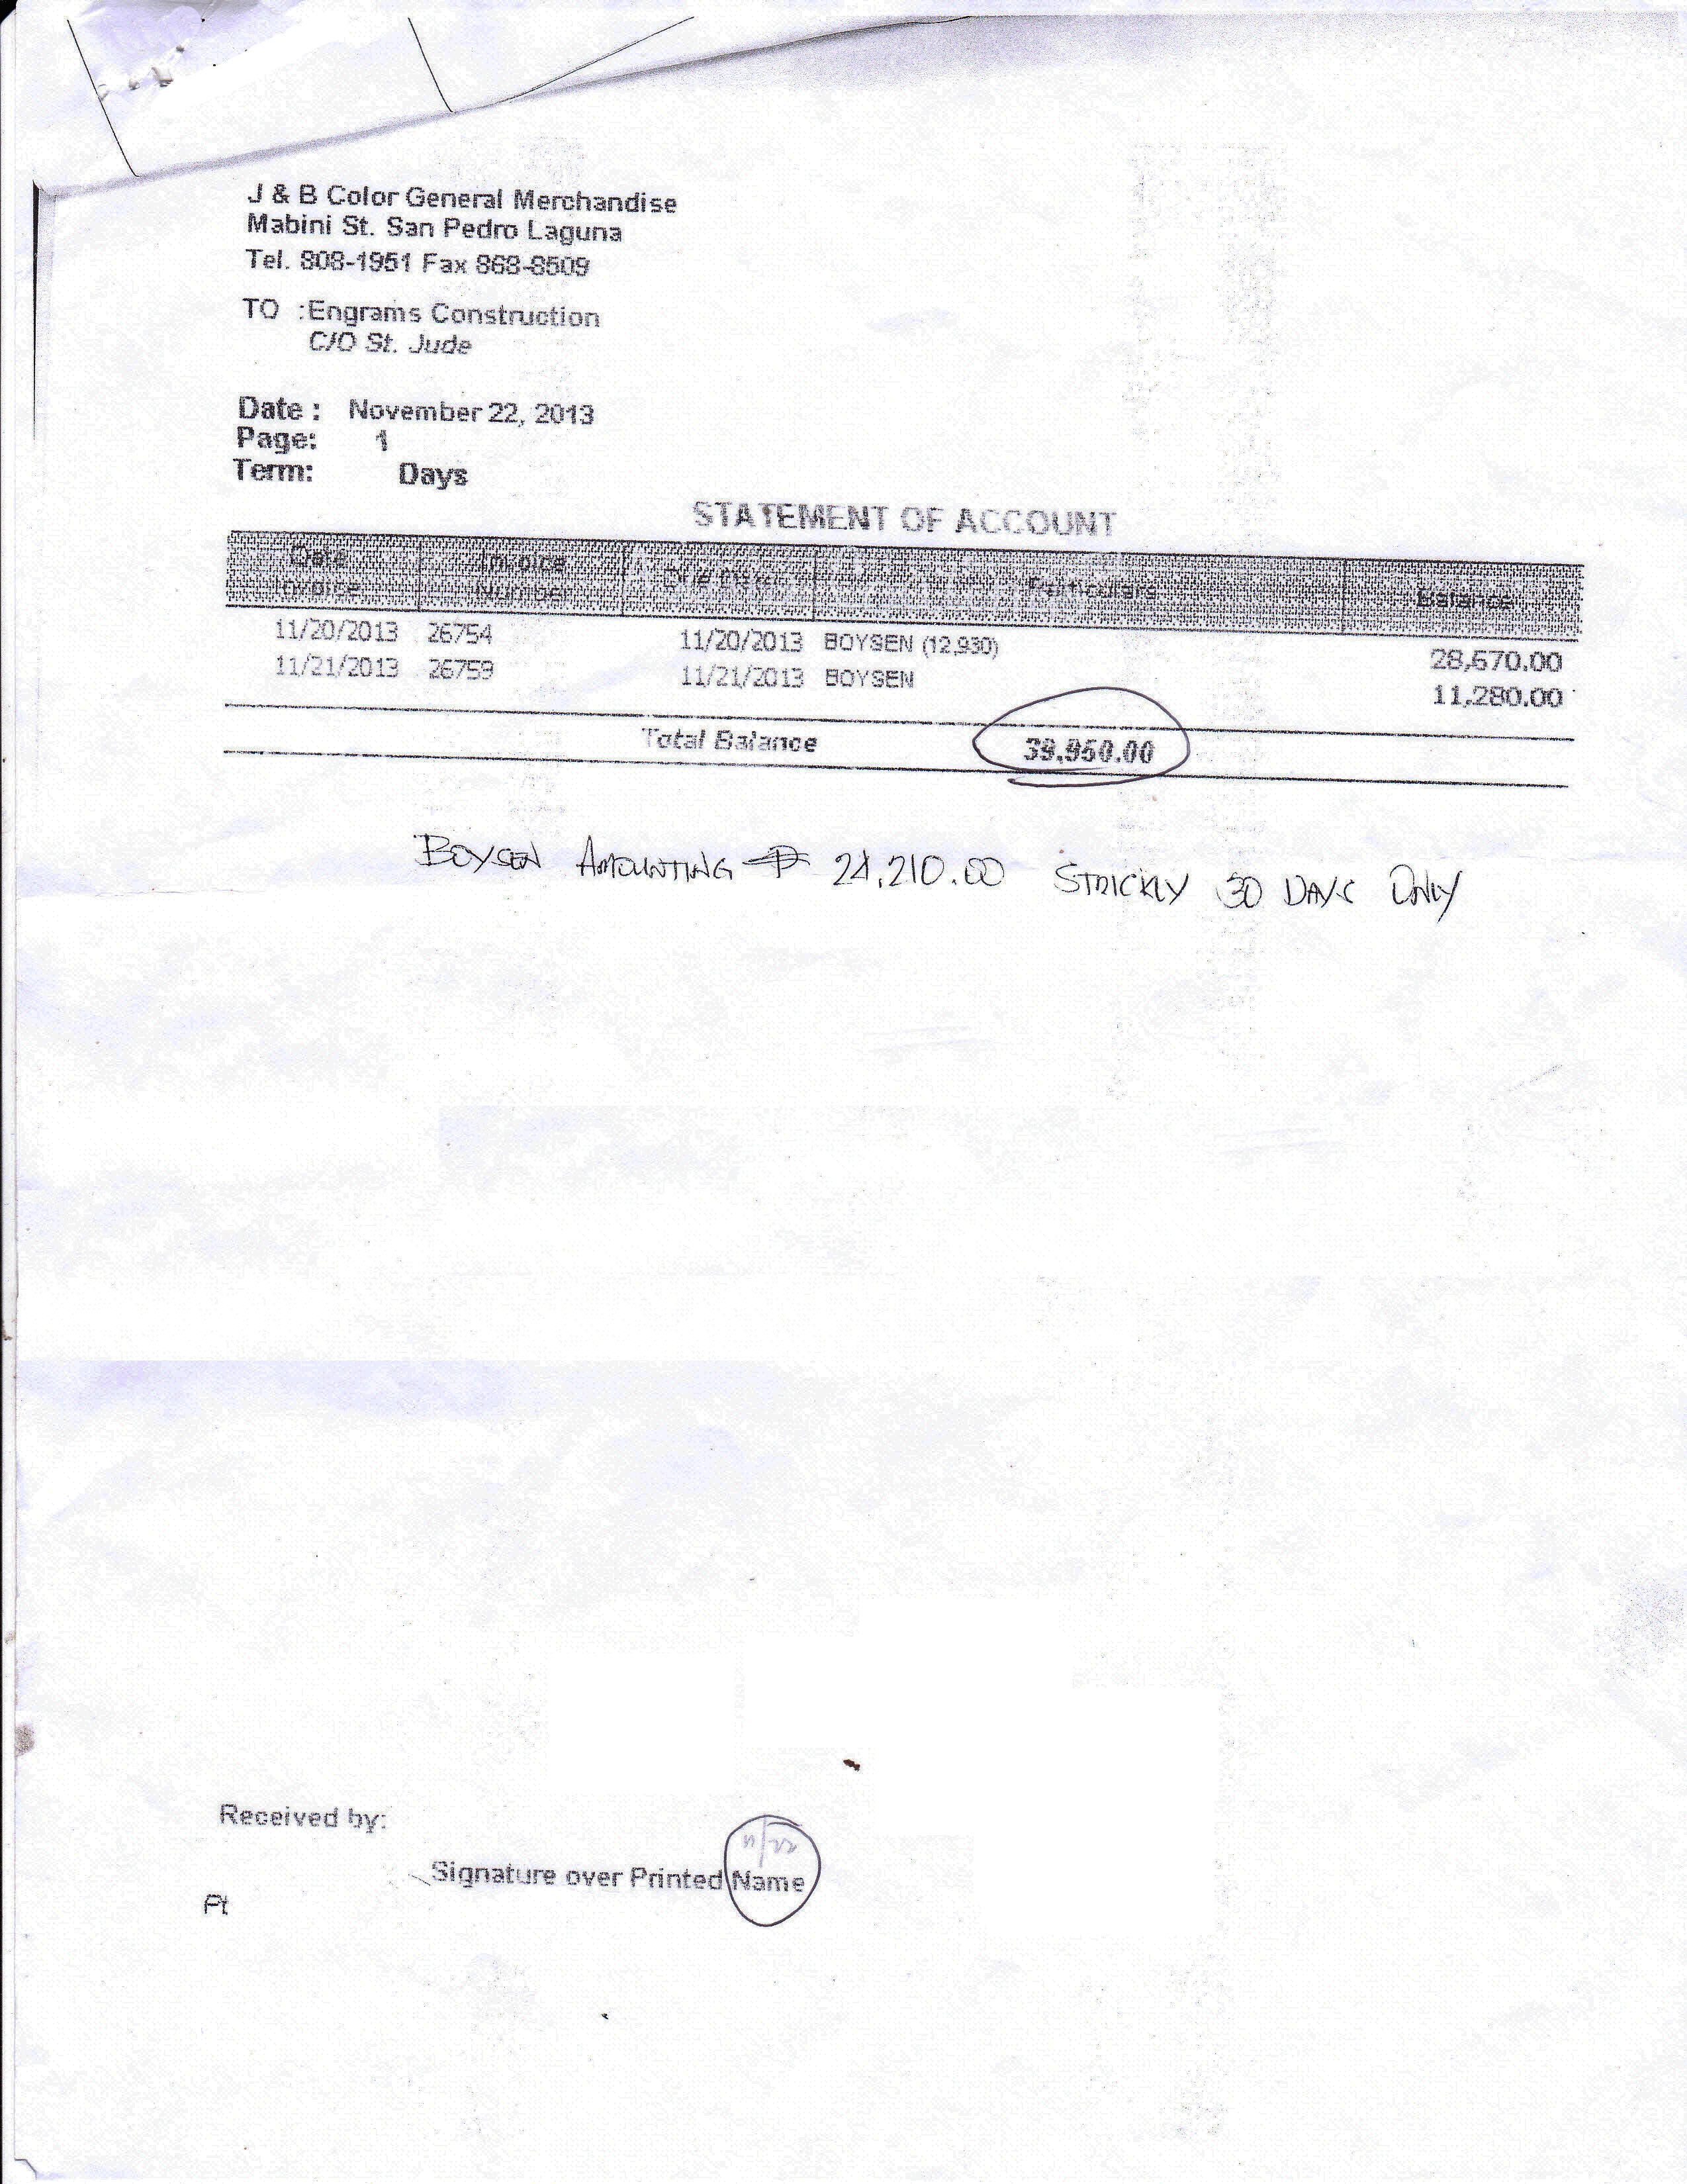 J & B Color General Merchandise
Mabini St. San Pedro Laguna
Tel. 808-1951 Fax 868-8509
TO :Engrams Construction
C/O St. Jude
Date : November 22, 2013
Page: 1
Term: Days
STATEMENT OF ACCOUNT
Date Invoice Particulars Balance
Invoice Number
11/20/2013 26754 11/20/2013 BOYSEN (12,930) 28,670.00
11/21/2013 26759 11/21/2013 BOYSEN 11,280.00
Total Balance 39,950.00
BOYSEN AMOUNTING ₱ 24,210.00 STRICKLY 30 DAYS ONLY
Received by:
11/22
Signature over Printed Name